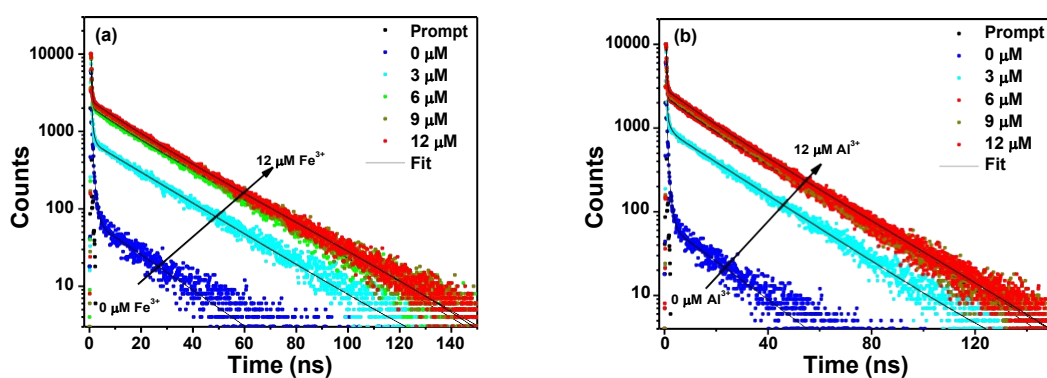 (a)
Prompt
0 μM
3 μM
6 μM
9 μM
12 μM
Fit
12 μM Fe³⁺
0 μM Fe³⁺
10000
1000
100
10
0 20 40 60 80 100 120 140
Counts
Time (ns)
(b)
Prompt
0 μM
3 μM
6 μM
9 μM
12 μM
Fit
12 μM Al³⁺
0 μM Al³⁺
10000
1000
100
10
0 40 80 120
Counts
Time (ns)